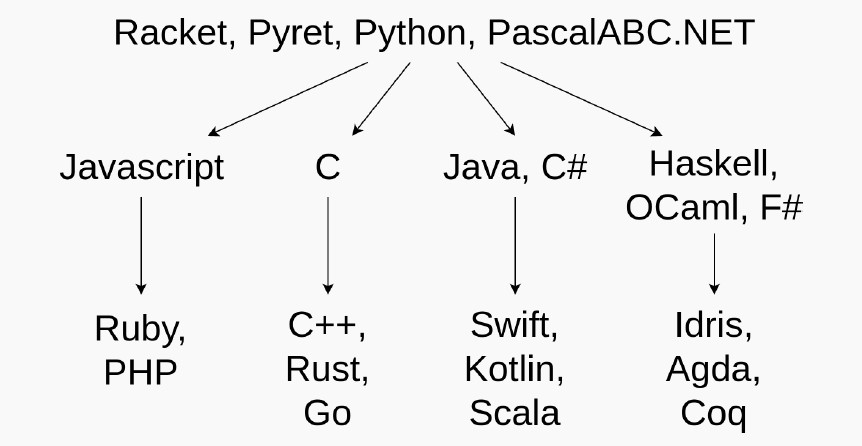 Racket, Pyret, Python, PascalABC.NET
Javascript
C
Java, C#
Haskell,
OCaml, F#
Ruby,
PHP
C++,
Rust,
Go
Swift,
Kotlin,
Scala
Idris,
Agda,
Coq